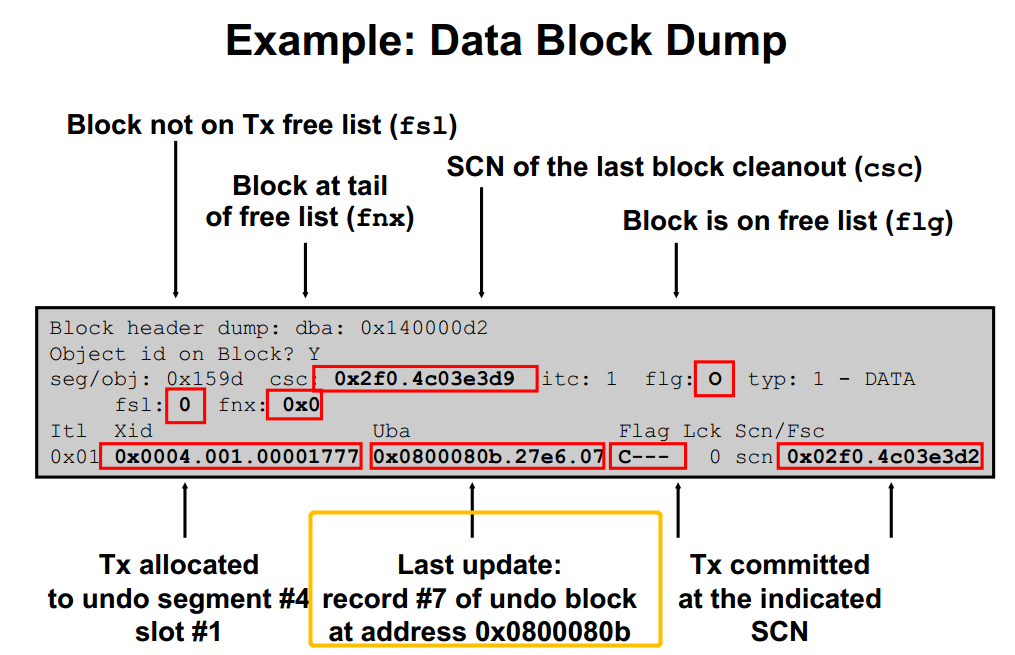 Example: Data Block Dump
Block not on Tx free list (fsl)
SCN of the last block cleanout (csc)
Block at tail
of free list (fnx)
Block is on free list (flg)
Block header dump: dba: 0x140000d2
Object id on Block? Y
seg/obj: 0x159d csc: 0x2f0.4c03e3d9 itc: 1 flg: O typ: 1 - DATA
fsl: 0 fnx: 0x0
Itl Xid Uba Flag Lck Scn/Fsc
0x01 0x0004.001.00001777 0x0800080b.27e6.07 C--- 0 scn 0x02f0.4c03e3d2
Tx allocated
to undo segment #4
slot #1
Last update:
record #7 of undo block
at address 0x0800080b
Tx committed
at the indicated
SCN